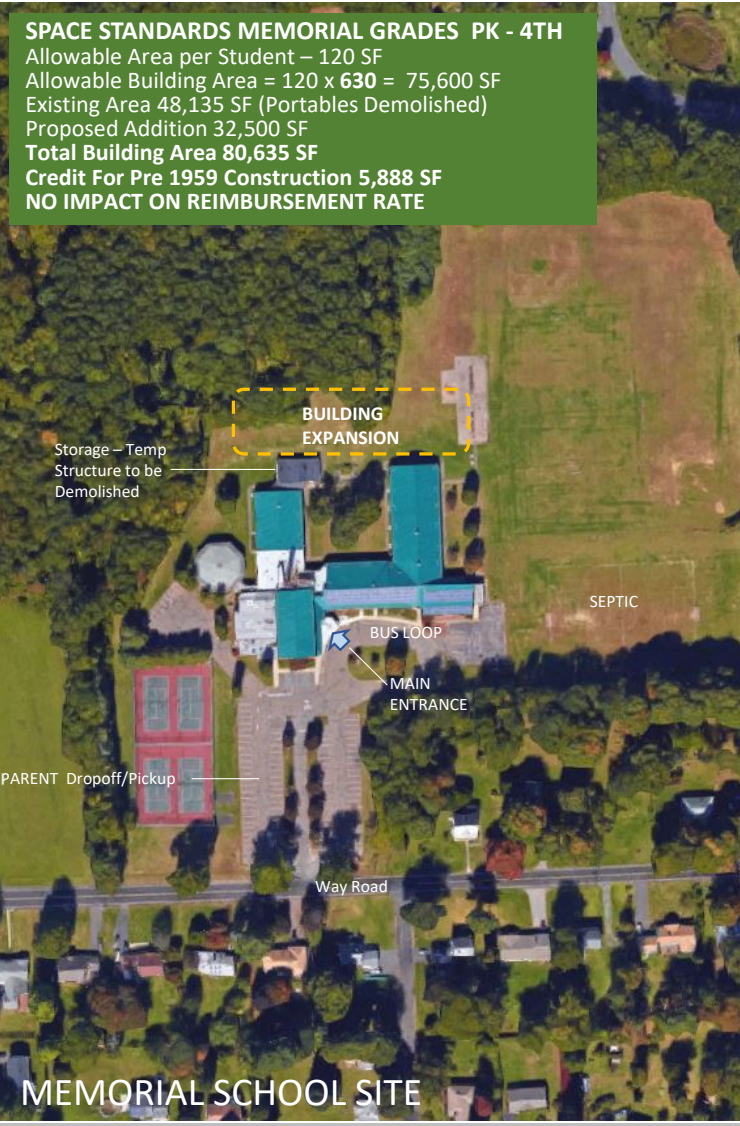 SPACE STANDARDS MEMORIAL GRADES PK - 4TH
Allowable Area per Student – 120 SF
Allowable Building Area = 120 x 630 = 75,600 SF
Existing Area 48,135 SF (Portables Demolished)
Proposed Addition 32,500 SF
Total Building Area 80,635 SF
Credit For Pre 1959 Construction 5,888 SF
NO IMPACT ON REIMBURSEMENT RATE
BUILDING
EXPANSION
Storage – Temp
Structure to be
Demolished
SEPTIC
BUS LOOP
MAIN
ENTRANCE
PARENT Dropoff/Pickup
Way Road
MEMORIAL SCHOOL SITE